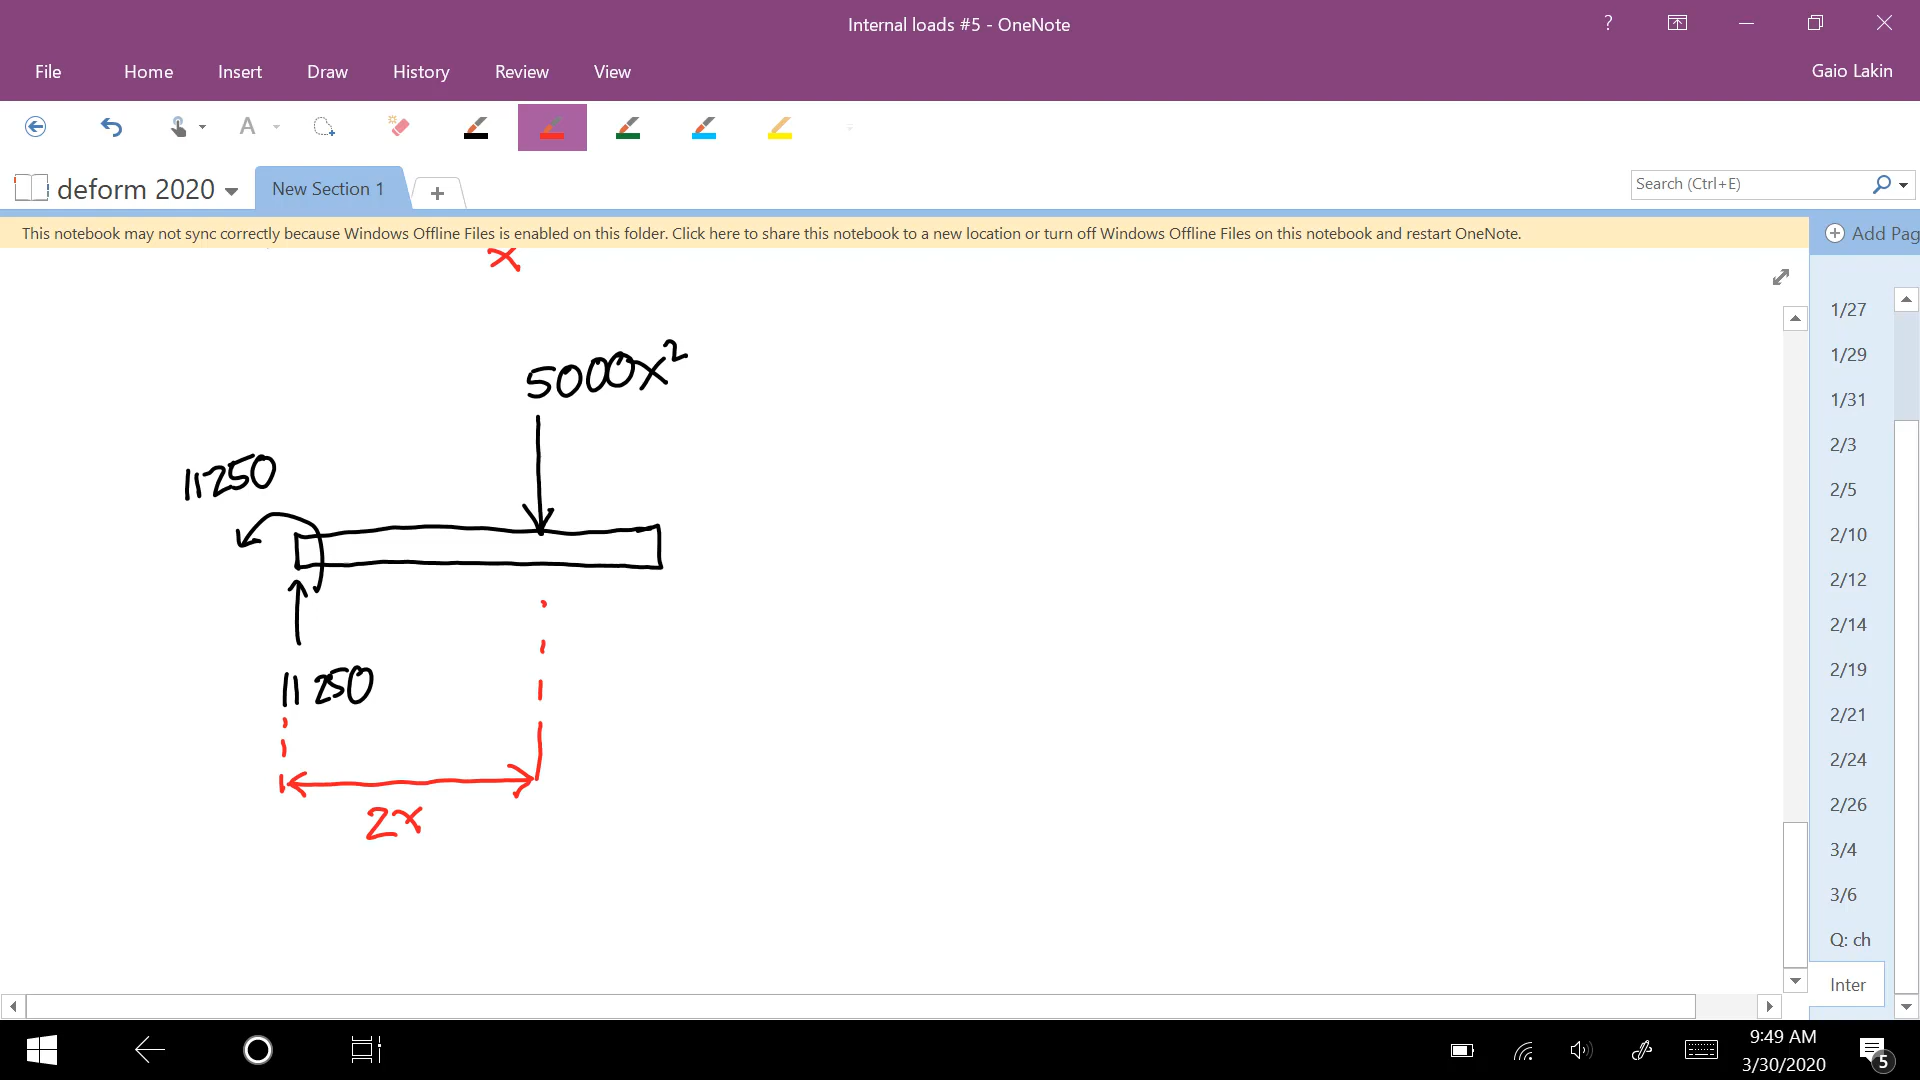 Internal loads #5 - OneNote
?
File Home Insert Draw History Review View
Gaio Lakin
A
deform 2020
New Section 1
+
Search (Ctrl+E)
This notebook may not sync correctly because Windows Offline Files is enabled on this folder. Click here to share this notebook to a new location or turn off Windows Offline Files on this notebook and restart OneNote.
Add Pag
x
5000x²
11250
11250
2x
1/27
1/29
1/31
2/3
2/5
2/10
2/12
2/14
2/19
2/21
2/24
2/26
3/4
3/6
Q: ch
Inter
9:49 AM
3/30/2020
5